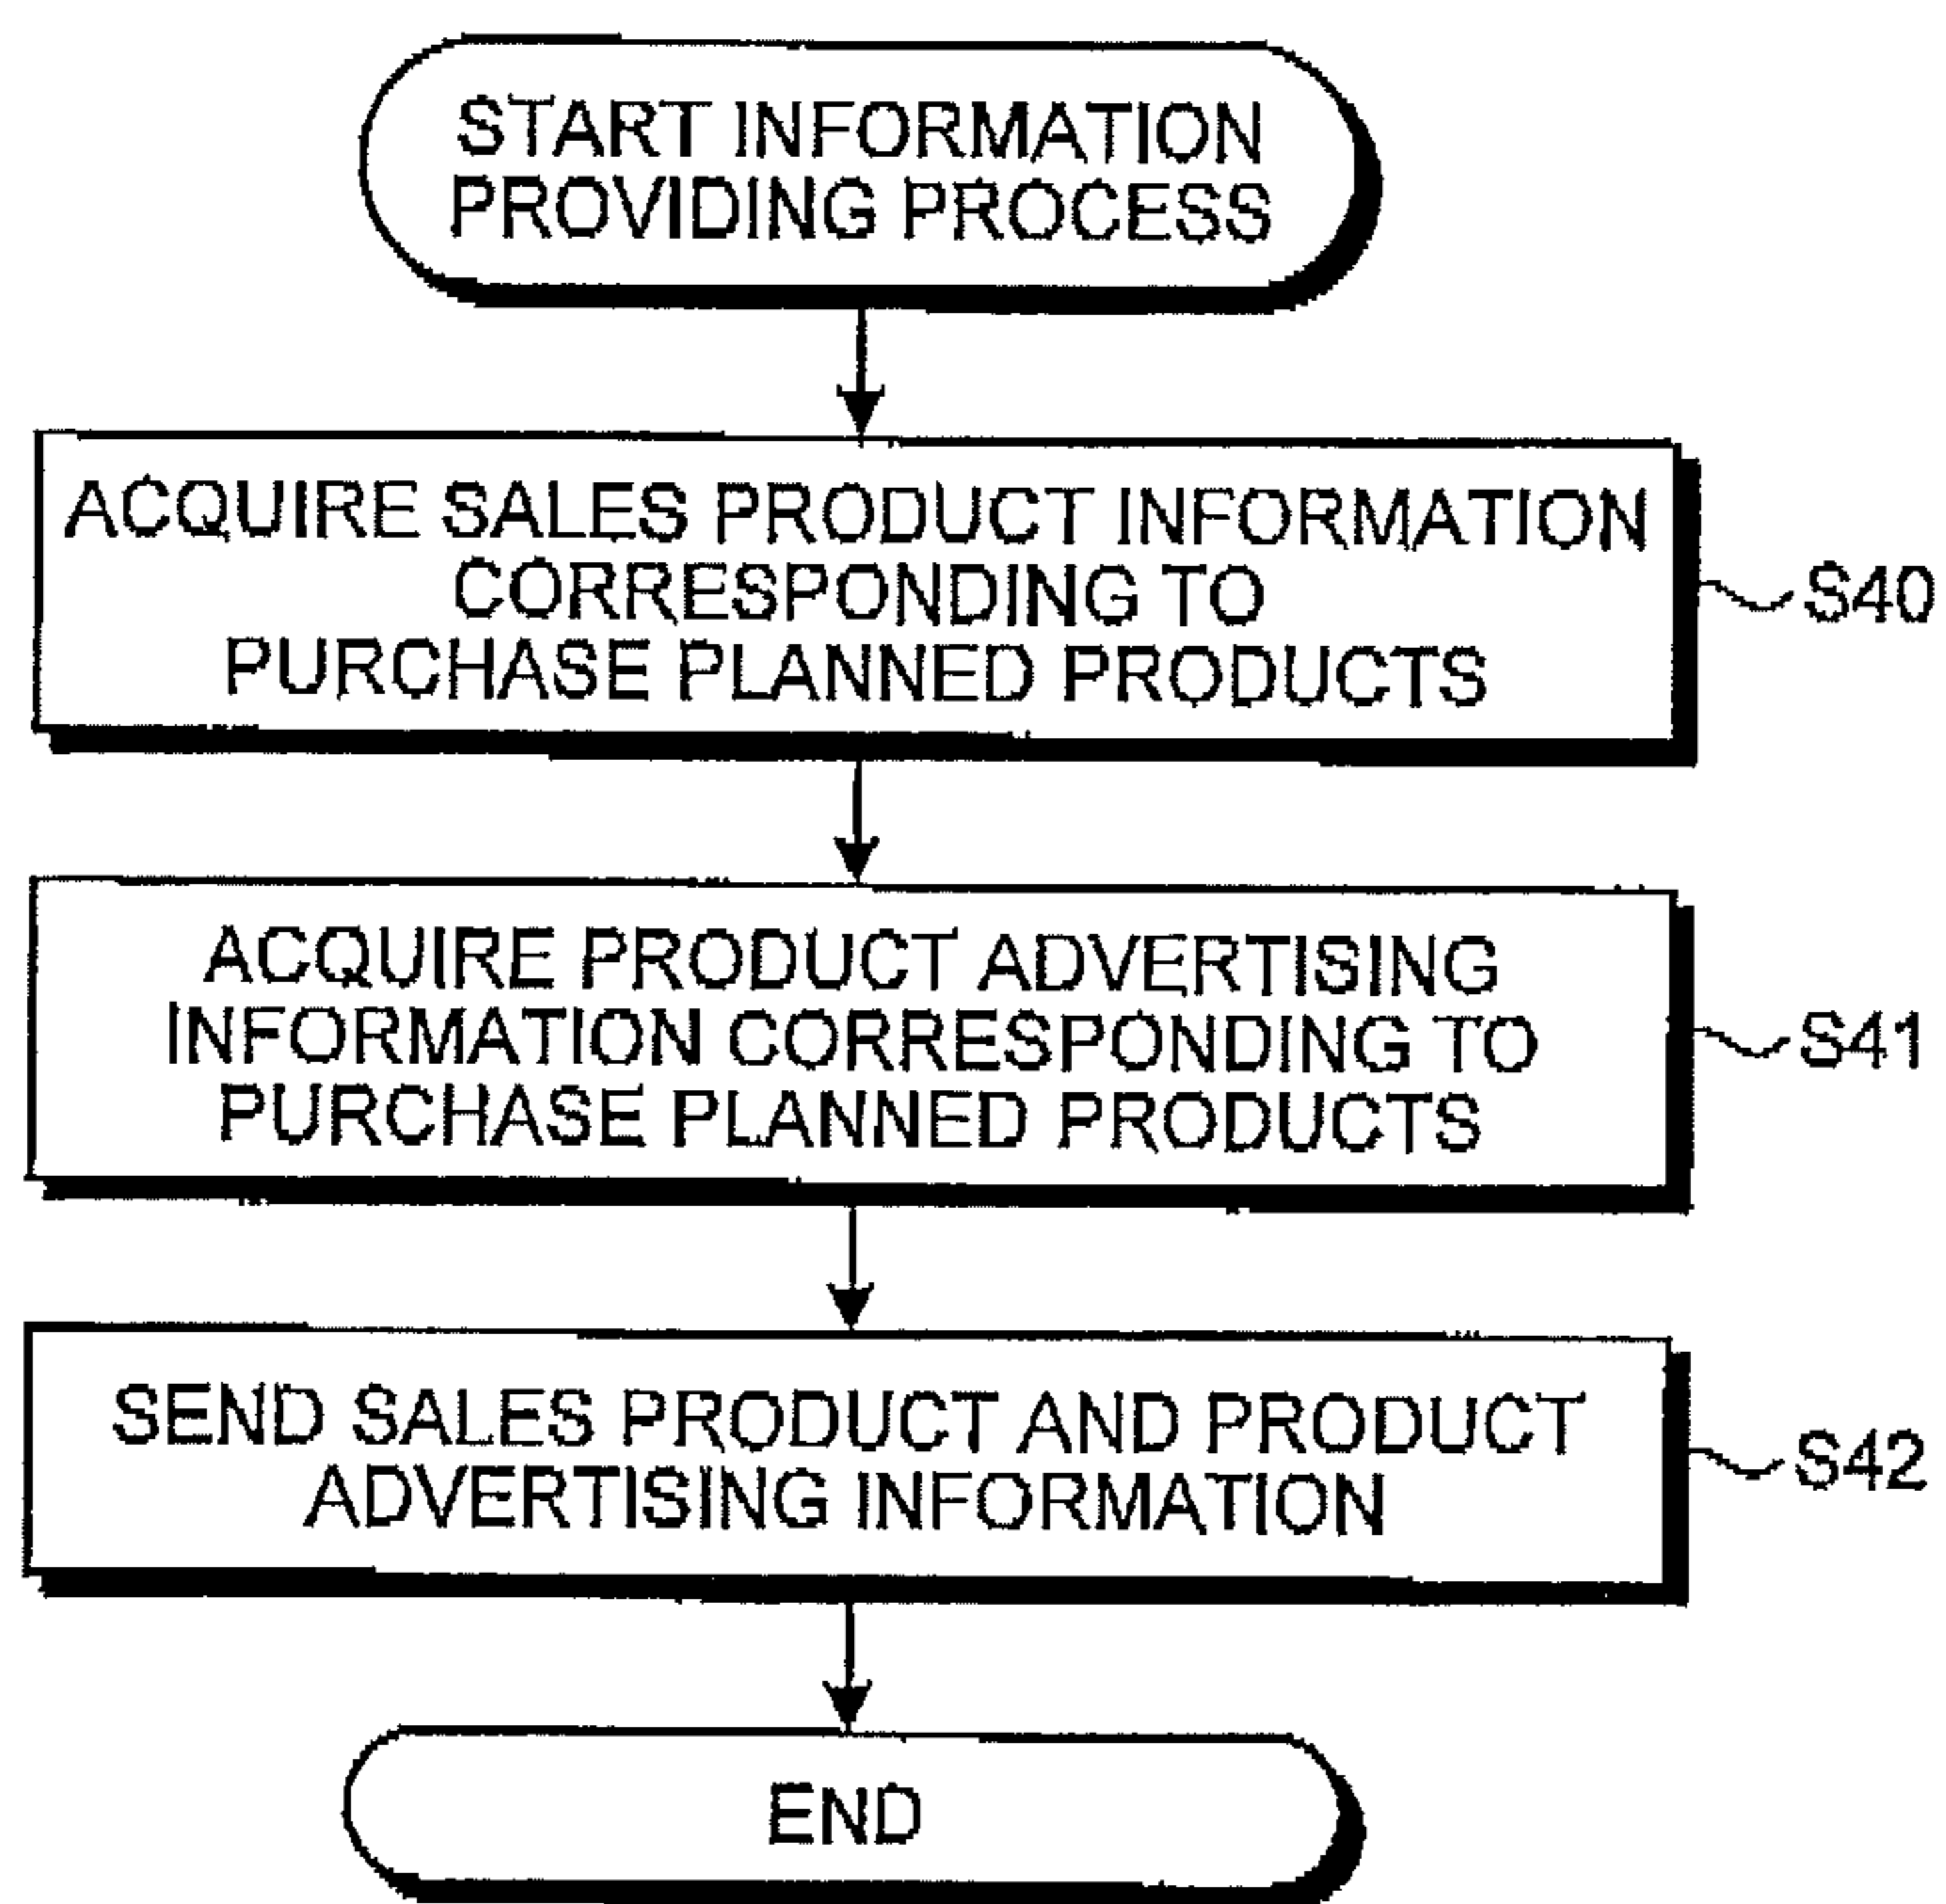 START INFORMATION
PROVIDING PROCESS
ACQUIRE SALES PRODUCT INFORMATION
CORRESPONDING TO
PURCHASE PLANNED PRODUCTS
S40
ACQUIRE PRODUCT ADVERTISING
INFORMATION CORRESPONDING TO
PURCHASE PLANNED PRODUCTS
S41
SEND SALES PRODUCT AND PRODUCT
ADVERTISING INFORMATION
S42
END